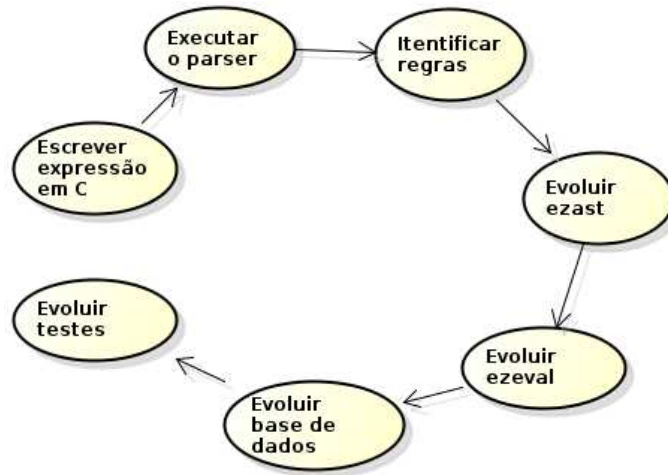 Executar
o parser
Itentificar
regras
Escrever
expressão
em C
Evoluir
ezast
Evoluir
testes
Evoluir
ezeval
Evoluir
base de
dados